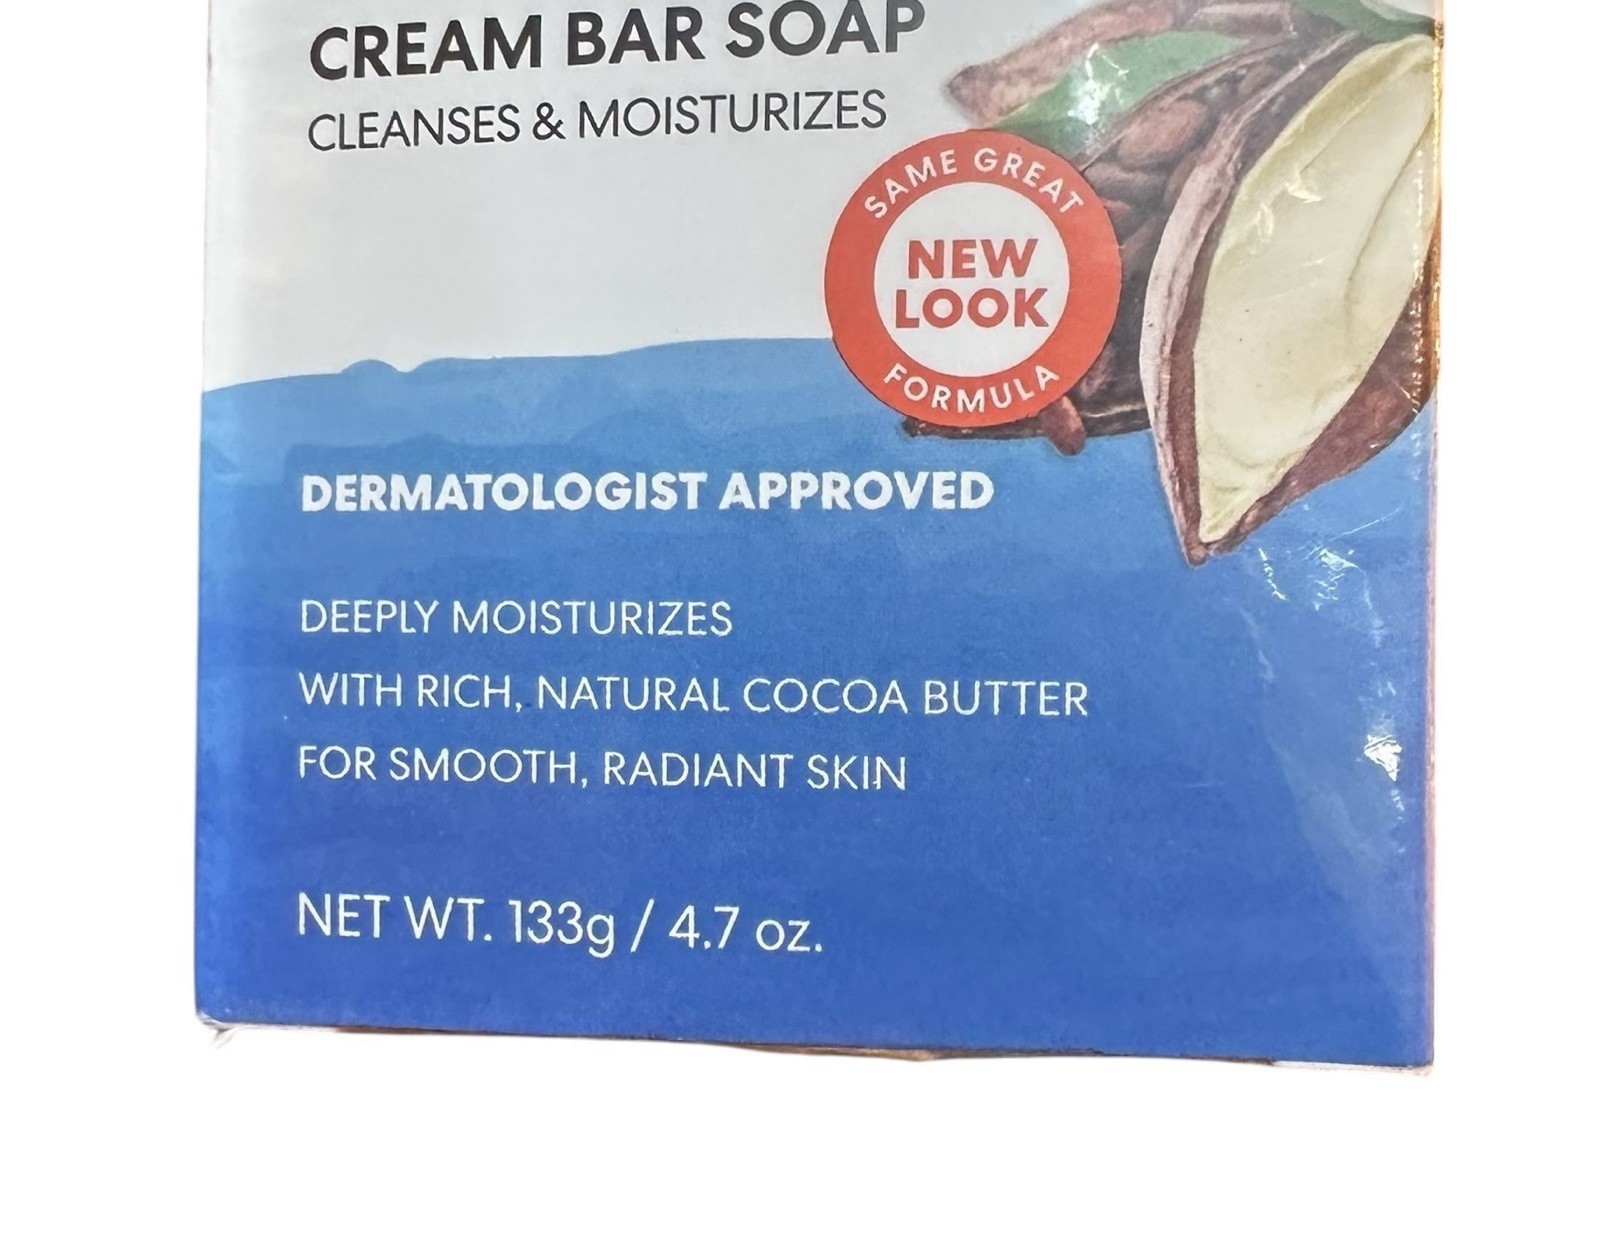 CREAM BAR SOAP
CLEANSES & MOISTURIZES
SAME GREAT
NEW
LOOK
FORMULA
DERMATOLOGIST APPROVED
DEEPLY MOISTURIZES
WITH RICH, NATURAL COCOA BUTTER
FOR SMOOTH, RADIANT SKIN
NET WT. 133g / 4.7 oz.